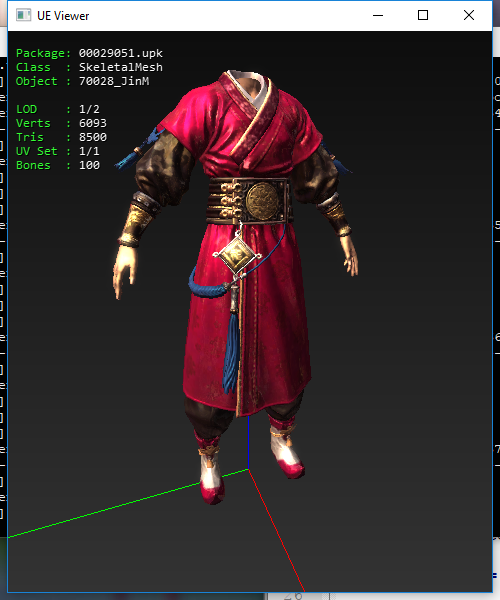 UE Viewer
Package: 00029051.upk
Class : SkeletalMesh
Object : 70028_JinM
LOD : 1/2
Verts : 6093
Tris : 8500
UV Set : 1/1
Bones : 100
26